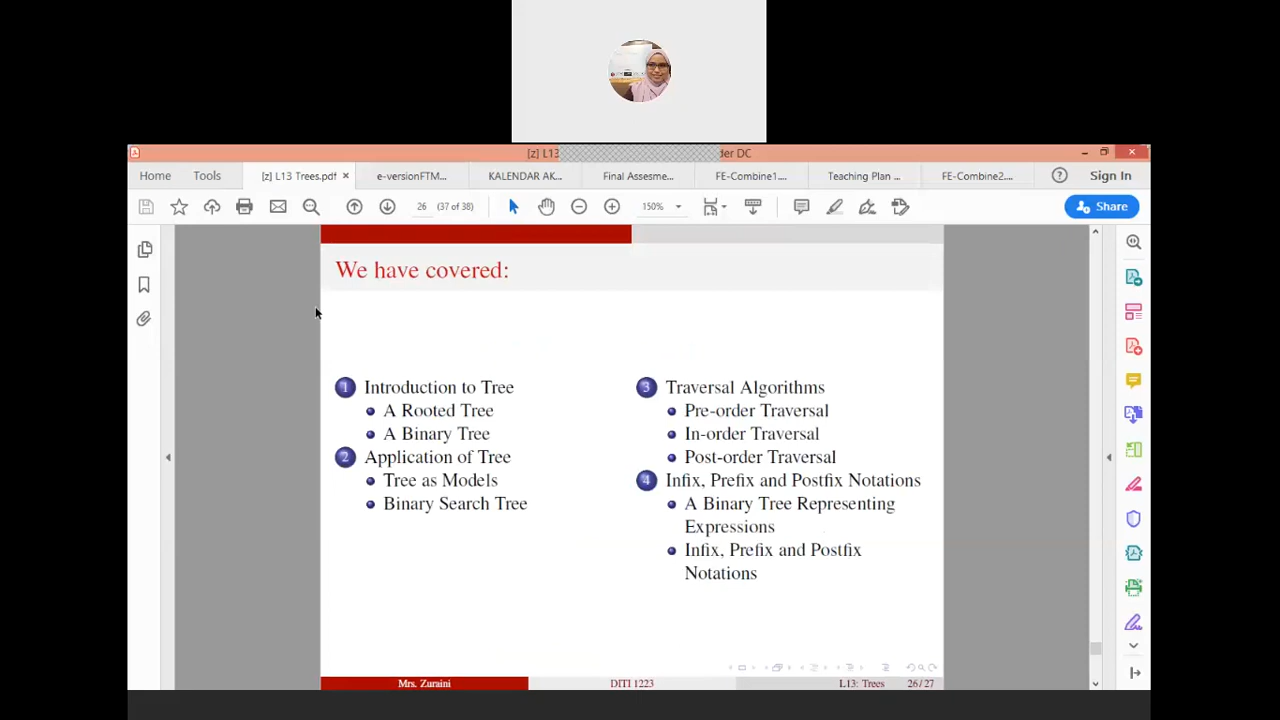 [z] L13
der DC
Home
Tools
[z] L13 Trees.pdf
e-versionFTM...
KALENDAR AK...
Final Assesme...
FE-Combine1....
Teaching Plan ...
FE-Combine2....
Sign In
26
(37 of 38)
150%
Share
We have covered:
1 Introduction to Tree
A Rooted Tree
A Binary Tree
2 Application of Tree
Tree as Models
Binary Search Tree
3 Traversal Algorithms
Pre-order Traversal
In-order Traversal
Post-order Traversal
4 Infix, Prefix and Postfix Notations
A Binary Tree Representing
Expressions
Infix, Prefix and Postfix
Notations
Mrs. Zuraini
DITI 1223
L13: Trees
26/27